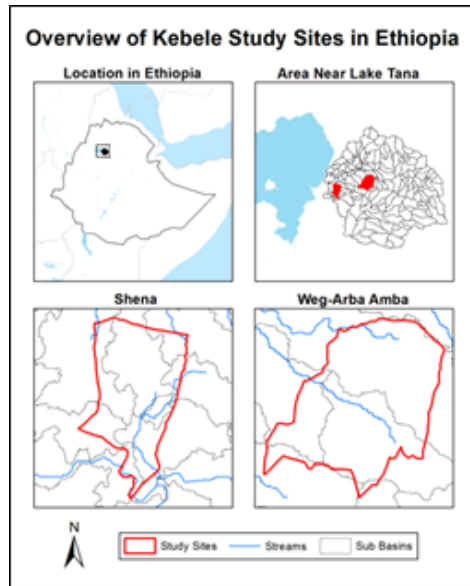 Overview of Kebele Study Sites in Ethiopia
Location in Ethiopia
Area Near Lake Tana
Shena
Weg-Arba Amba
N
Study Sites
Streams
Sub Basins